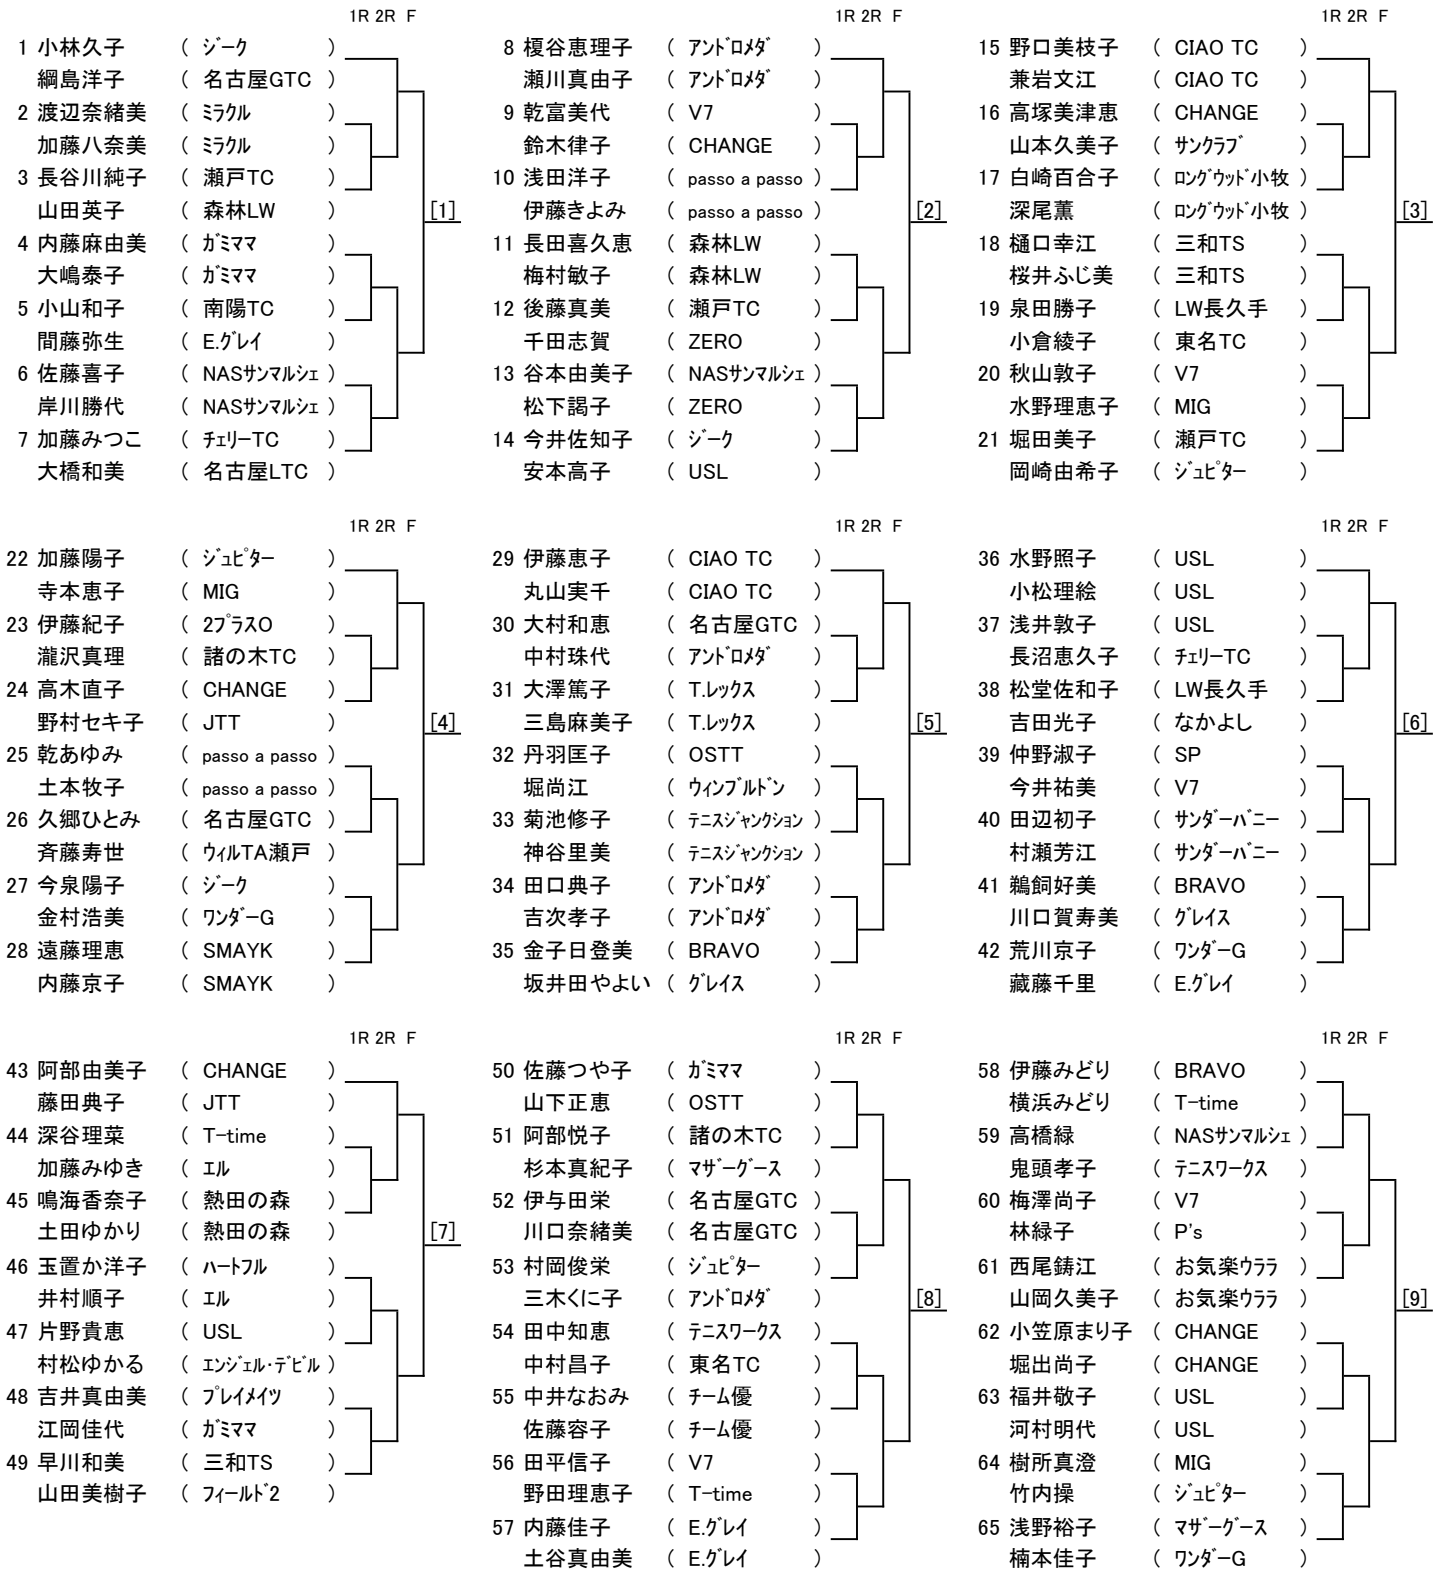 1R 2R F
1 小林久子 ( ジーク )
綱島洋子 ( 名古屋GTC )
2 渡辺奈緒美 ( ミラクル )
加藤八奈美 ( ミラクル )
3 長谷川純子 ( 瀬戸TC )
山田英子 ( 森林LW )
[1]
4 内藤麻由美 ( ガミママ )
大嶋泰子 ( ガミママ )
5 小山和子 ( 南陽TC )
間藤弥生 ( E.グレイ )
6 佐藤喜子 ( NASサンマルシェ )
岸川勝代 ( NASサンマルシェ )
7 加藤みつこ ( チェリーTC )
大橋和美 ( 名古屋LTC )
1R 2R F
8 榎谷恵理子 ( アンドロメダ )
瀬川真由子 ( アンドロメダ )
9 乾富美代 ( V7 )
鈴木律子 ( CHANGE )
10 浅田洋子 ( passo a passo )
伊藤きよみ ( passo a passo )
[2]
11 長田喜久恵 ( 森林LW )
梅村敏子 ( 森林LW )
12 後藤真美 ( 瀬戸TC )
千田志賀 ( ZERO )
13 谷本由美子 ( NASサンマルシェ )
松下謁子 ( ZERO )
14 今井佐知子 ( ジーク )
安本高子 ( USL )
1R 2R F
15 野口美枝子 ( CIAO TC )
兼岩文江 ( CIAO TC )
16 高塚美津恵 ( CHANGE )
山本久美子 ( サンクラブ )
17 白崎百合子 ( ロングウッド小牧 )
深尾薫 ( ロングウッド小牧 )
[3]
18 樋口幸江 ( 三和TS )
桜井ふじ美 ( 三和TS )
19 泉田勝子 ( LW長久手 )
小倉綾子 ( 東名TC )
20 秋山敦子 ( V7 )
水野理恵子 ( MIG )
21 堀田美子 ( 瀬戸TC )
岡崎由希子 ( ジュピター )
1R 2R F
22 加藤陽子 ( ジュピター )
寺本恵子 ( MIG )
23 伊藤紀子 ( 2プラスO )
瀧沢真理 ( 諸の木TC )
24 高木直子 ( CHANGE )
野村セキ子 ( JTT )
[4]
25 乾あゆみ ( passo a passo )
土本牧子 ( passo a passo )
26 久郷ひとみ ( 名古屋GTC )
斉藤寿世 ( ウィルTA瀬戸 )
27 今泉陽子 ( ジーク )
金村浩美 ( ワンダーG )
28 遠藤理恵 ( SMAYK )
内藤京子 ( SMAYK )
1R 2R F
29 伊藤恵子 ( CIAO TC )
丸山実千 ( CIAO TC )
30 大村和恵 ( 名古屋GTC )
中村珠代 ( アンドロメダ )
31 大澤篤子 ( T.レックス )
三島麻美子 ( T.レックス )
[5]
32 丹羽匡子 ( OSTT )
堀尚江 ( ウィンブルドン )
33 菊池修子 ( テニスジャンクション )
神谷里美 ( テニスジャンクション )
34 田口典子 ( アンドロメダ )
吉次孝子 ( アンドロメダ )
35 金子日登美 ( BRAVO )
坂井田やよい ( グレイス )
1R 2R F
36 水野照子 ( USL )
小松理絵 ( USL )
37 浅井敦子 ( USL )
長沼恵久子 ( チェリーTC )
38 松堂佐和子 ( LW長久手 )
吉田光子 ( なかよし )
[6]
39 仲野淑子 ( SP )
今井祐美 ( V7 )
40 田辺初子 ( サンダーバニー )
村瀬芳江 ( サンダーバニー )
41 鵜飼好美 ( BRAVO )
川口賀寿美 ( グレイス )
42 荒川京子 ( ワンダーG )
藏藤千里 ( E.グレイ )
1R 2R F
43 阿部由美子 ( CHANGE )
藤田典子 ( JTT )
44 深谷理菜 ( T-time )
加藤みゆき ( エル )
45 鳴海香奈子 ( 熱田の森 )
土田ゆかり ( 熱田の森 )
[7]
46 玉置か洋子 ( ハートフル )
井村順子 ( エル )
47 片野貴恵 ( USL )
村松ゆかる ( エンジェル・デビル )
48 吉井真由美 ( プレイメイツ )
江岡佳代 ( ガミママ )
49 早川和美 ( 三和TS )
山田美樹子 ( フィールド2 )
1R 2R F
50 佐藤つや子 ( ガミママ )
山下正恵 ( OSTT )
51 阿部悦子 ( 諸の木TC )
杉本真紀子 ( マザーグース )
52 伊与田栄 ( 名古屋GTC )
川口奈緒美 ( 名古屋GTC )
53 村岡俊栄 ( ジュピター )
三木くに子 ( アンドロメダ )
[8]
54 田中知恵 ( テニスワークス )
中村昌子 ( 東名TC )
55 中井なおみ ( チーム優 )
佐藤容子 ( チーム優 )
56 田平信子 ( V7 )
野田理恵子 ( T-time )
57 内藤佳子 ( E.グレイ )
土谷真由美 ( E.グレイ )
1R 2R F
58 伊藤みどり ( BRAVO )
横浜みどり ( T-time )
59 高橋緑 ( NASサンマルシェ )
鬼頭孝子 ( テニスワークス )
60 梅澤尚子 ( V7 )
林緑子 ( P's )
61 西尾鋳江 ( お気楽ウララ )
山岡久美子 ( お気楽ウララ )
[9]
62 小笠原まり子 ( CHANGE )
堀出尚子 ( CHANGE )
63 福井敬子 ( USL )
河村明代 ( USL )
64 樹所真澄 ( MIG )
竹内操 ( ジュピター )
65 浅野裕子 ( マザーグース )
楠本佳子 ( ワンダーG )